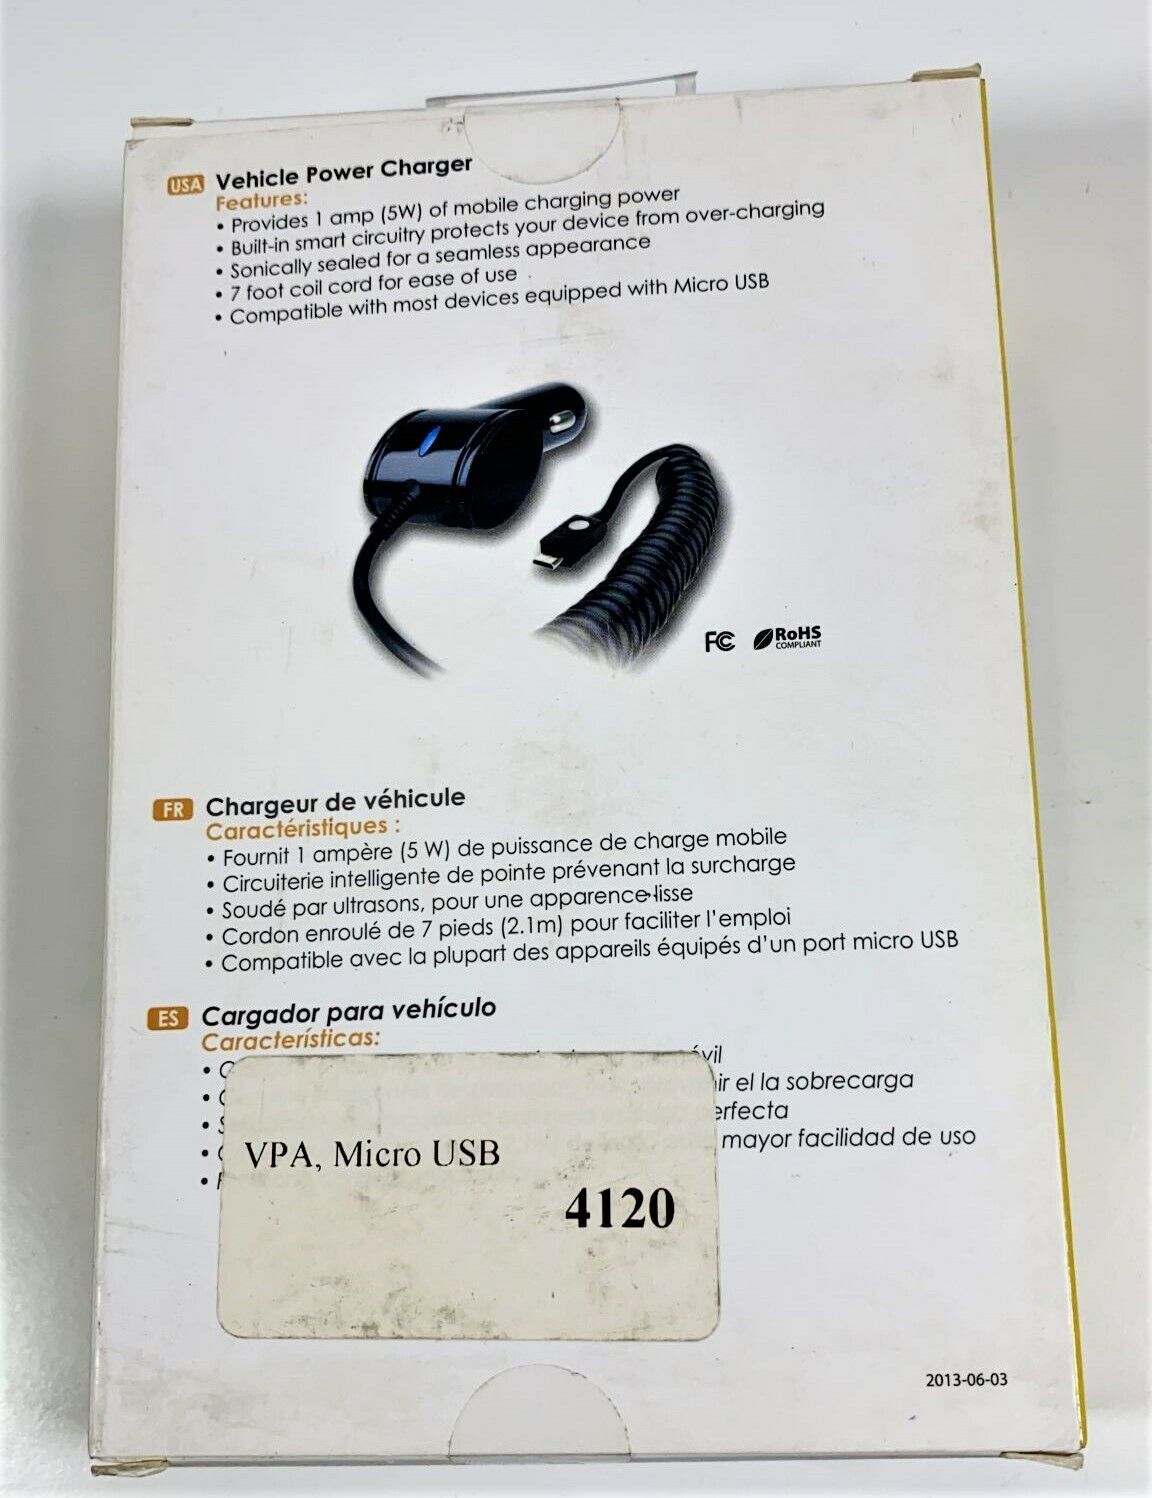 USA Vehicle Power Charger
Features:
• Provides 1 amp (5W) of mobile charging power
• Built-in smart circuitry protects your device from over-charging
• Sonically sealed for a seamless appearance
• 7 foot coil cord for ease of use
• Compatible with most devices equipped with Micro USB
FC RoHS
COMPLIANT
FR Chargeur de véhicule
Caractéristiques :
• Fournit 1 ampère (5 W) de puissance de charge mobile
• Circuiterie intelligente de pointe prévenant la surcharge
• Soudé par ultrasons, pour une apparence lisse
• Cordon enroulé de 7 pieds (2.1m) pour faciliter l'emploi
• Compatible avec la plupart des appareils équipés d'un port micro USB
ES Cargador para vehículo
Características:
el la sobrecarga
mayor facilidad de uso
VPA, Micro USB
4120
2013-06-03